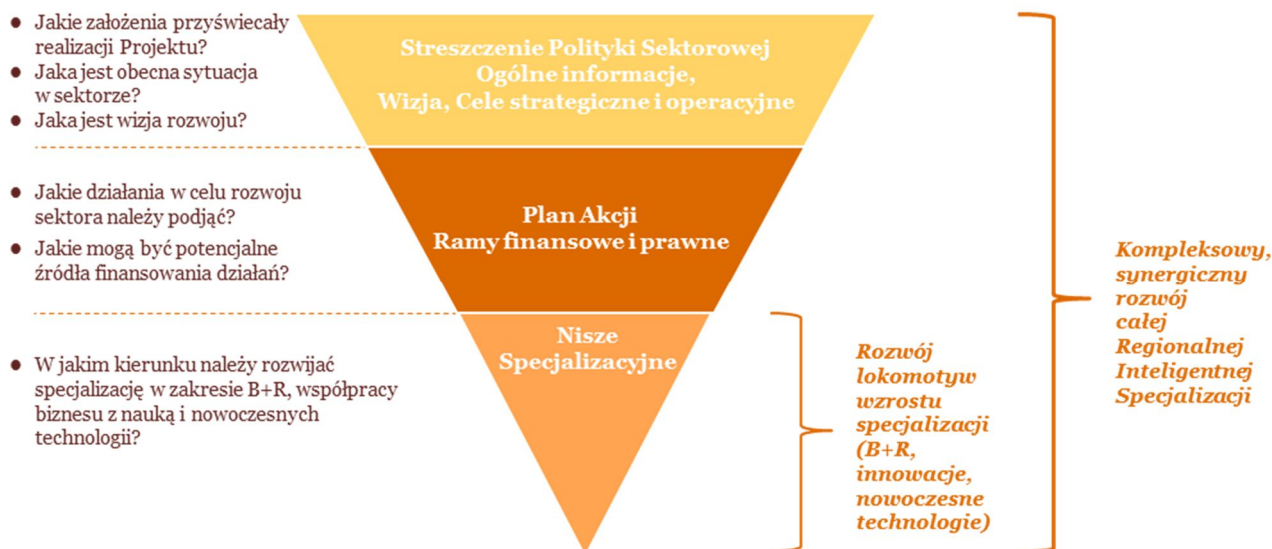 • Jakie założenia przyświecały
realizacji Projektu?
• Jaka jest obecna sytuacja
w sektorze?
• Jaka jest wizja rozwoju?
Streszczenie Polityki Sektorowej
Ogólne informacje,
Wizja, Cele strategiczne i operacyjne
• Jakie działania w celu rozwoju
sektora należy podjąć?
• Jakie mogą być potencjalne
źródła finansowania działań?
Plan Akcji
Ramy finansowe i prawne
• W jakim kierunku należy rozwijać
specjalizację w zakresie B+R, współpracy
biznesu z nauką i nowoczesnych
technologii?
Nisze
Specjalizacyjne
Rozwój
lokomotyw
wzrostu
specjalizacji
(B+R,
innowacje,
nowoczesne
technologie)
Kompleksowy,
synergiczny
rozwój
całej
Regionalnej
Inteligentnej
Specjalizacji